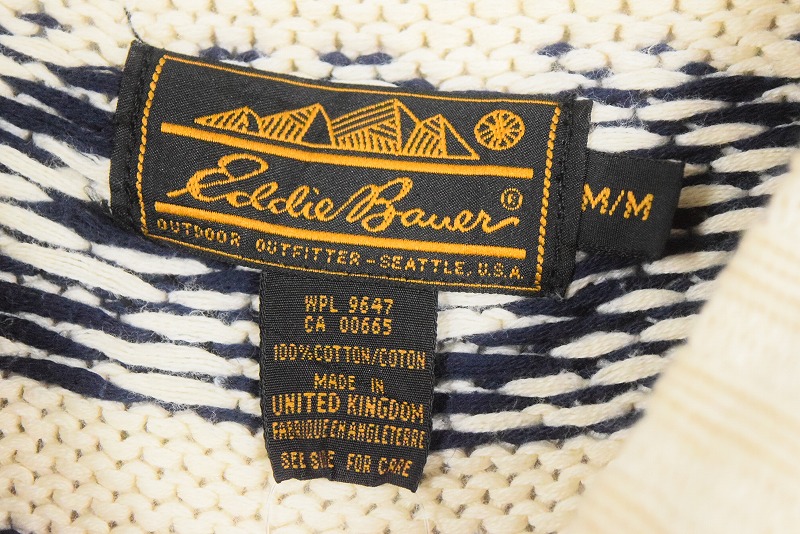 Eddie Bauer®
OUTDOOR OUTFITTER – SEATTLE, U.S.A.
M/M
WPL 9647
CA 00665
100% COTTON/COTON
MADE IN
UNITED KINGDOM
FABRIQUE EN ANGLETERRE
SEE SIDE FOR CARE